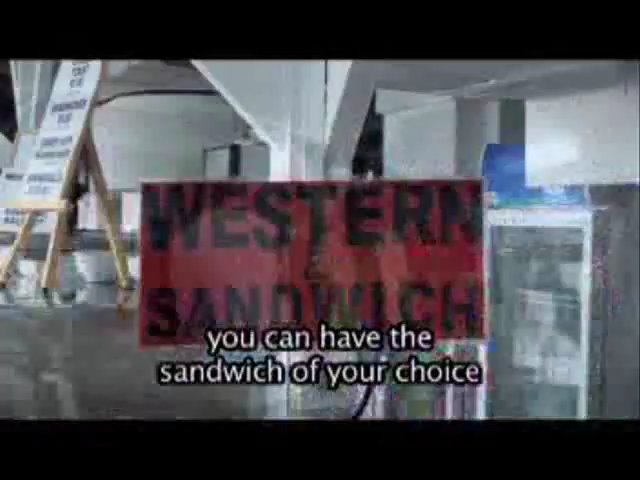 WESTERN
&
SANDWICH
you can have the
sandwich of your choice